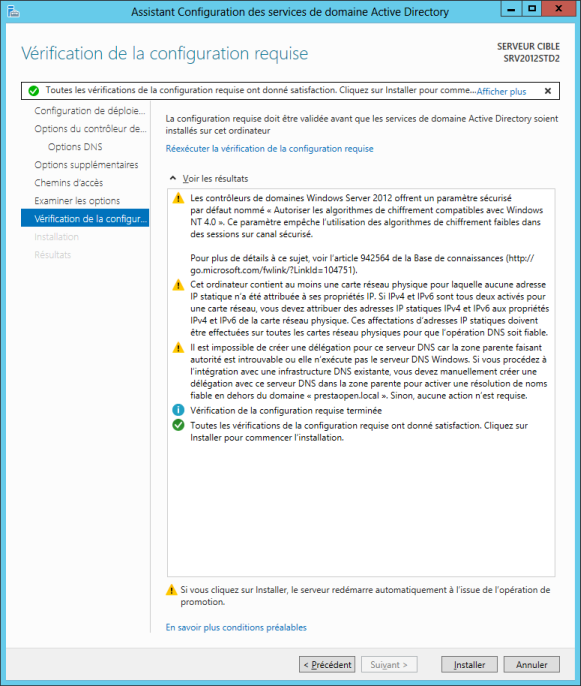 Assistant Configuration des services de domaine Active Directory
Vérification de la configuration requise
SERVEUR CIBLE
SRV2012STD2
Toutes les vérifications de la configuration requise ont donné satisfaction. Cliquez sur Installer pour comme...
Afficher plus
Configuration de déploie...
Options du contrôleur de...
Options DNS
Options supplémentaires
Chemins d'accès
Examiner les options
Vérification de la configur...
Installation
Résultats
La configuration requise doit être validée avant que les services de domaine Active Directory soient
installés sur cet ordinateur
Réexécuter la vérification de la configuration requise
Voir les résultats
Les contrôleurs de domaines Windows Server 2012 offrent un paramètre sécurisé
par défaut nommé « Autoriser les algorithmes de chiffrement compatibles avec Windows
NT 4.0 ». Ce paramètre empêche l'utilisation des algorithmes de chiffrement faibles dans
des sessions sur canal sécurisé.
Pour plus de détails à ce sujet, voir l'article 942564 de la Base de connaissances (http://
go.microsoft.com/fwlink/?LinkId=104751).
Cet ordinateur contient au moins une carte réseau physique pour laquelle aucune adresse
IP statique n'a été attribuée à ses propriétés IP. Si IPv4 et IPv6 sont tous deux activés pour
une carte réseau, vous devez attribuer des adresses IP statiques IPv4 et IPv6 aux propriétés
IPv4 et IPv6 de la carte réseau physique. Ces affectations d'adresses IP statiques doivent
être effectuées sur toutes les cartes réseau physiques pour que l'opération DNS soit fiable.
Il est impossible de créer une délégation pour ce serveur DNS car la zone parente faisant
autorité est introuvable ou elle n'exécute pas le serveur DNS Windows. Si vous procédez à
l'intégration avec une infrastructure DNS existante, vous devez manuellement créer une
délégation avec ce serveur DNS dans la zone parente pour activer une résolution de noms
fiable en dehors du domaine « prestaopen.local ». Sinon, aucune action n'est requise.
Vérification de la configuration requise terminée
Toutes les vérifications de la configuration requise ont donné satisfaction. Cliquez sur
Installer pour commencer l'installation.
Si vous cliquez sur Installer, le serveur redémarre automatiquement à l'issue de l'opération de
promotion.
En savoir plus conditions préalables
< Précédent
Suivant >
Installer
Annuler